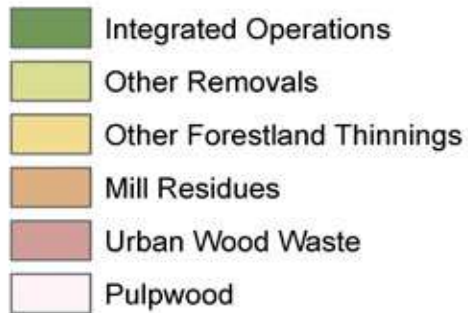 Integrated Operations
Other Removals
Other Forestland Thinnings
Mill Residues
Urban Wood Waste
Pulpwood